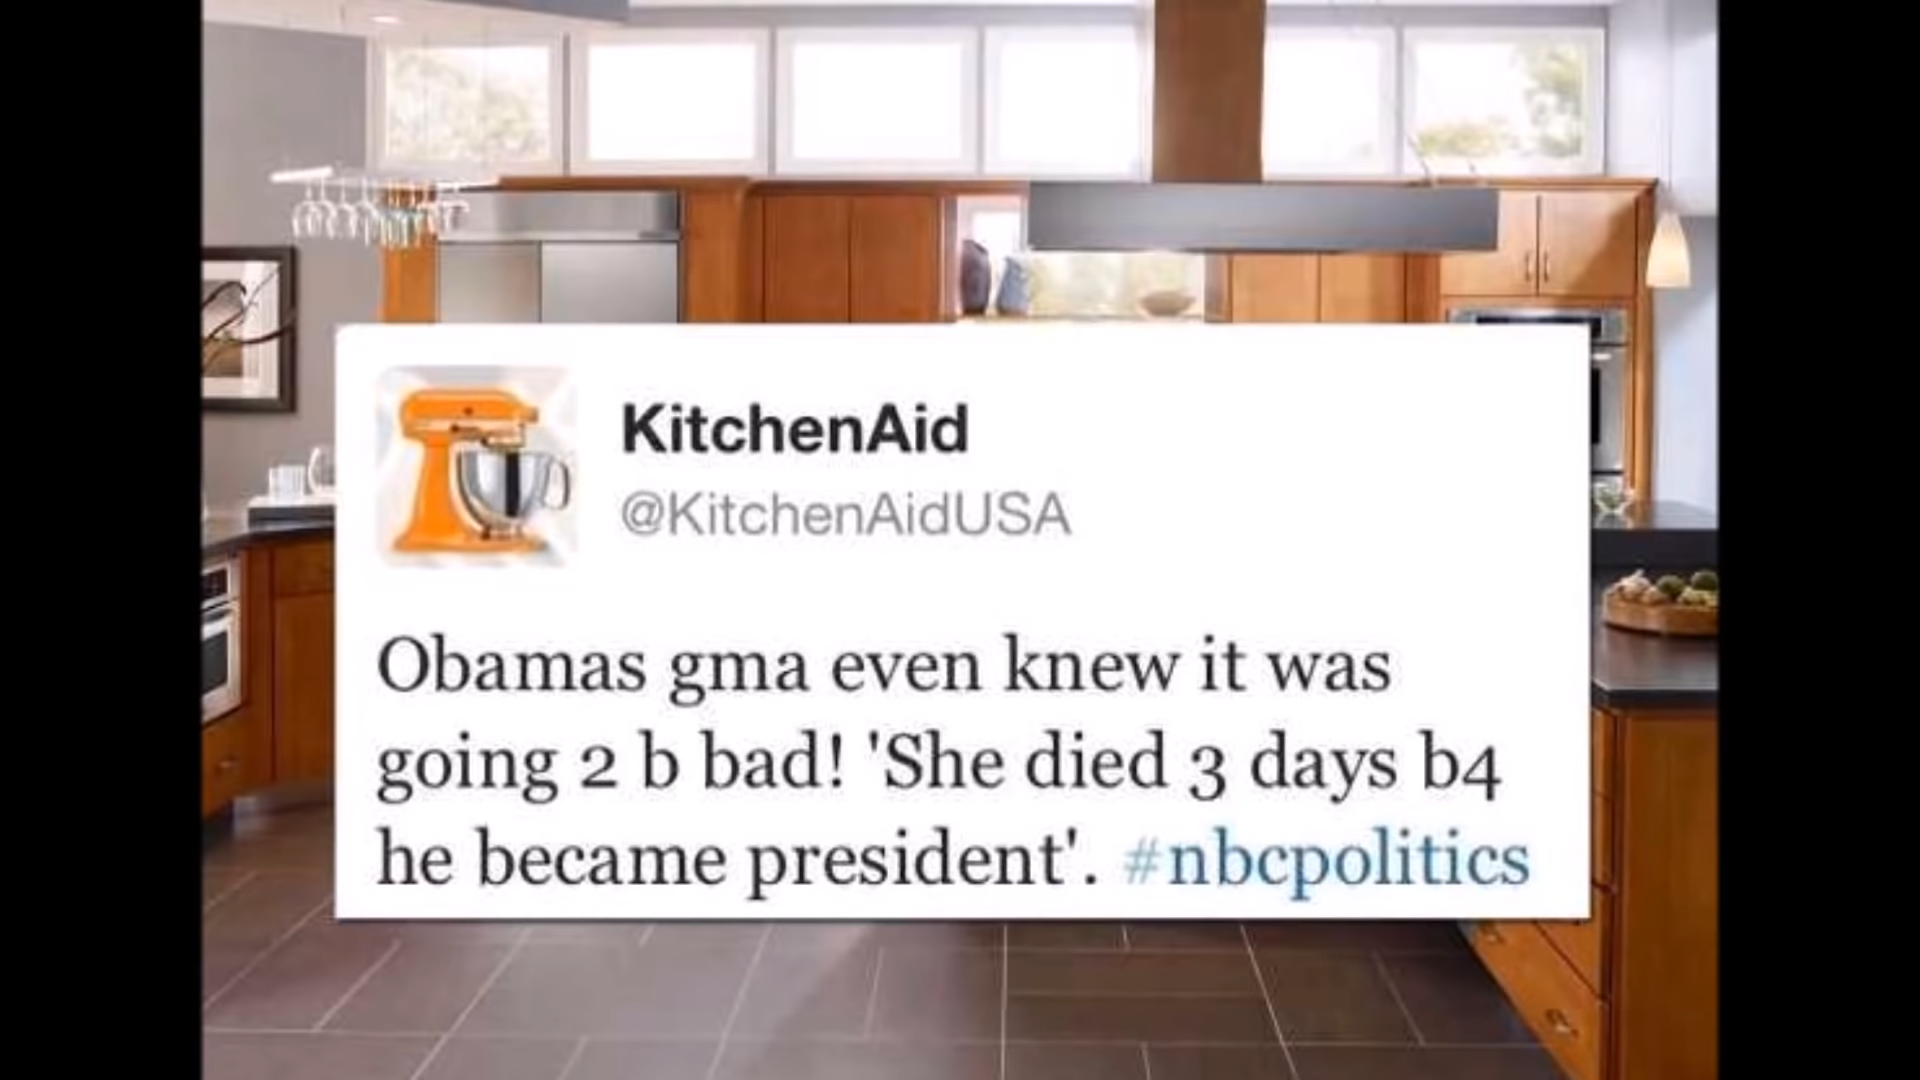 KitchenAid
@KitchenAidUSA
Obamas gma even knew it was
going 2 b bad! 'She died 3 days b4
he became president'. #nbcpolitics